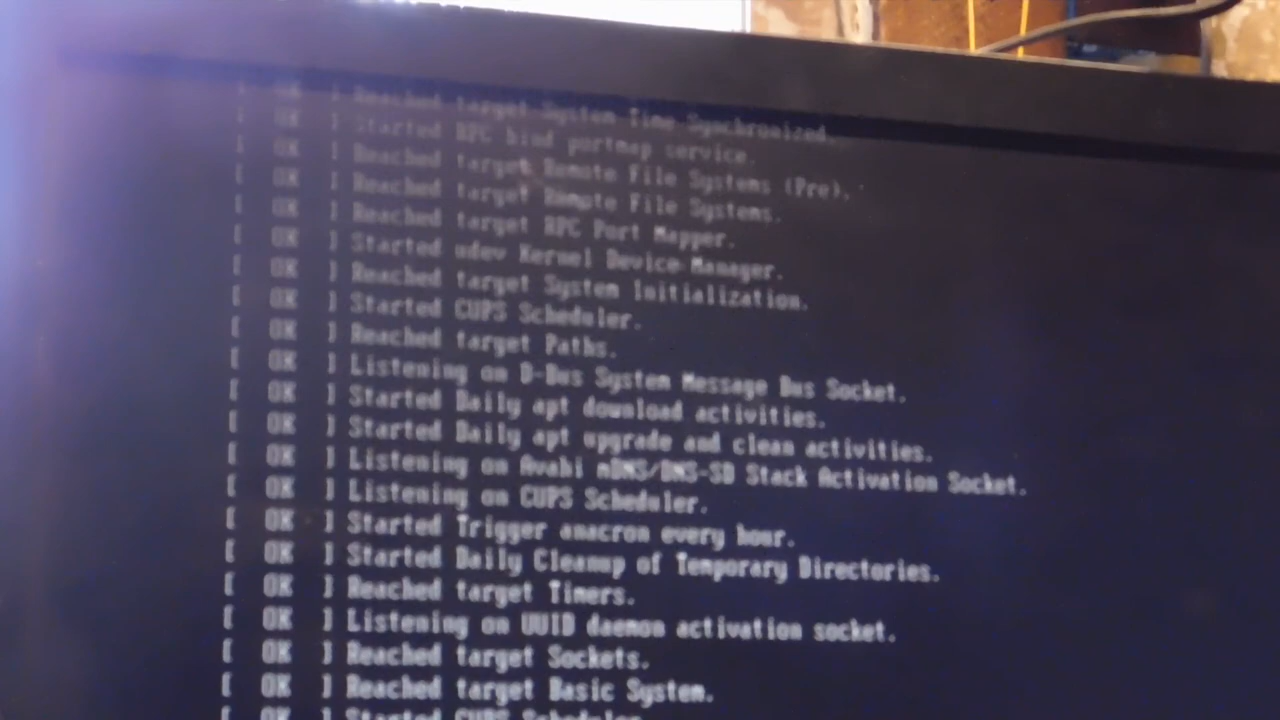 [ OK ] Reached target System Time Synchronized.
[ OK ] Started RPC bind portmap service.
[ OK ] Reached target Remote File Systems (Pre).
[ OK ] Reached target Remote File Systems.
[ OK ] Reached target RPC Port Mapper.
[ OK ] Started udev Kernel Device Manager.
[ OK ] Reached target System Initialization.
[ OK ] Started CUPS Scheduler.
[ OK ] Reached target Paths.
[ OK ] Listening on D-Bus System Message Bus Socket.
[ OK ] Started Daily apt download activities.
[ OK ] Started Daily apt upgrade and clean activities.
[ OK ] Listening on Avahi mDNS/DNS-SD Stack Activation Socket.
[ OK ] Listening on CUPS Scheduler.
[ OK ] Started Trigger anacron every hour.
[ OK ] Started Daily Cleanup of Temporary Directories.
[ OK ] Reached target Timers.
[ OK ] Listening on UUID daemon activation socket.
[ OK ] Reached target Sockets.
[ OK ] Reached target Basic System.
[ OK ] Started CUPS Scheduler.